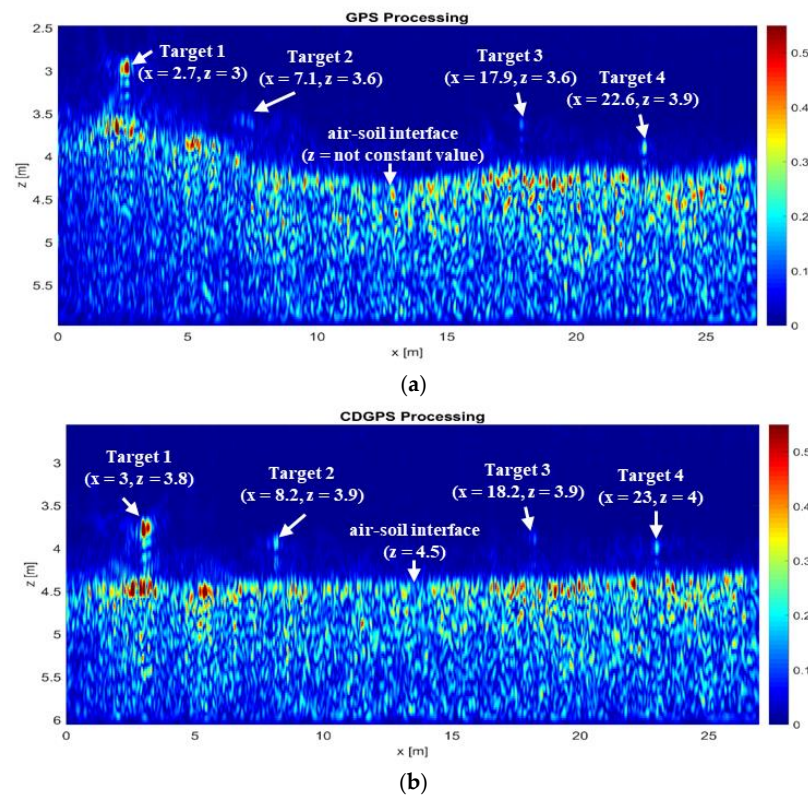 GPS Processing
2.5
3
3.5
4
4.5
5
5.5
z [m]
Target 1
(x = 2.7, z = 3)
Target 2
(x = 7.1, z = 3.6)
Target 3
(x = 17.9, z = 3.6)
Target 4
(x = 22.6, z = 3.9)
air-soil interface
(z = not constant value)
0 5 10 15 20 25
x [m]
0.5
0.4
0.3
0.2
0.1
0
(a)
CDGPS Processing
3
3.5
4
4.5
5
5.5
6
z [m]
Target 1
(x = 3, z = 3.8)
Target 2
(x = 8.2, z = 3.9)
Target 3
(x = 18.2, z = 3.9)
Target 4
(x = 23, z = 4)
air-soil interface
(z = 4.5)
0 5 10 15 20 25
x [m]
0.5
0.4
0.3
0.2
0.1
0
(b)